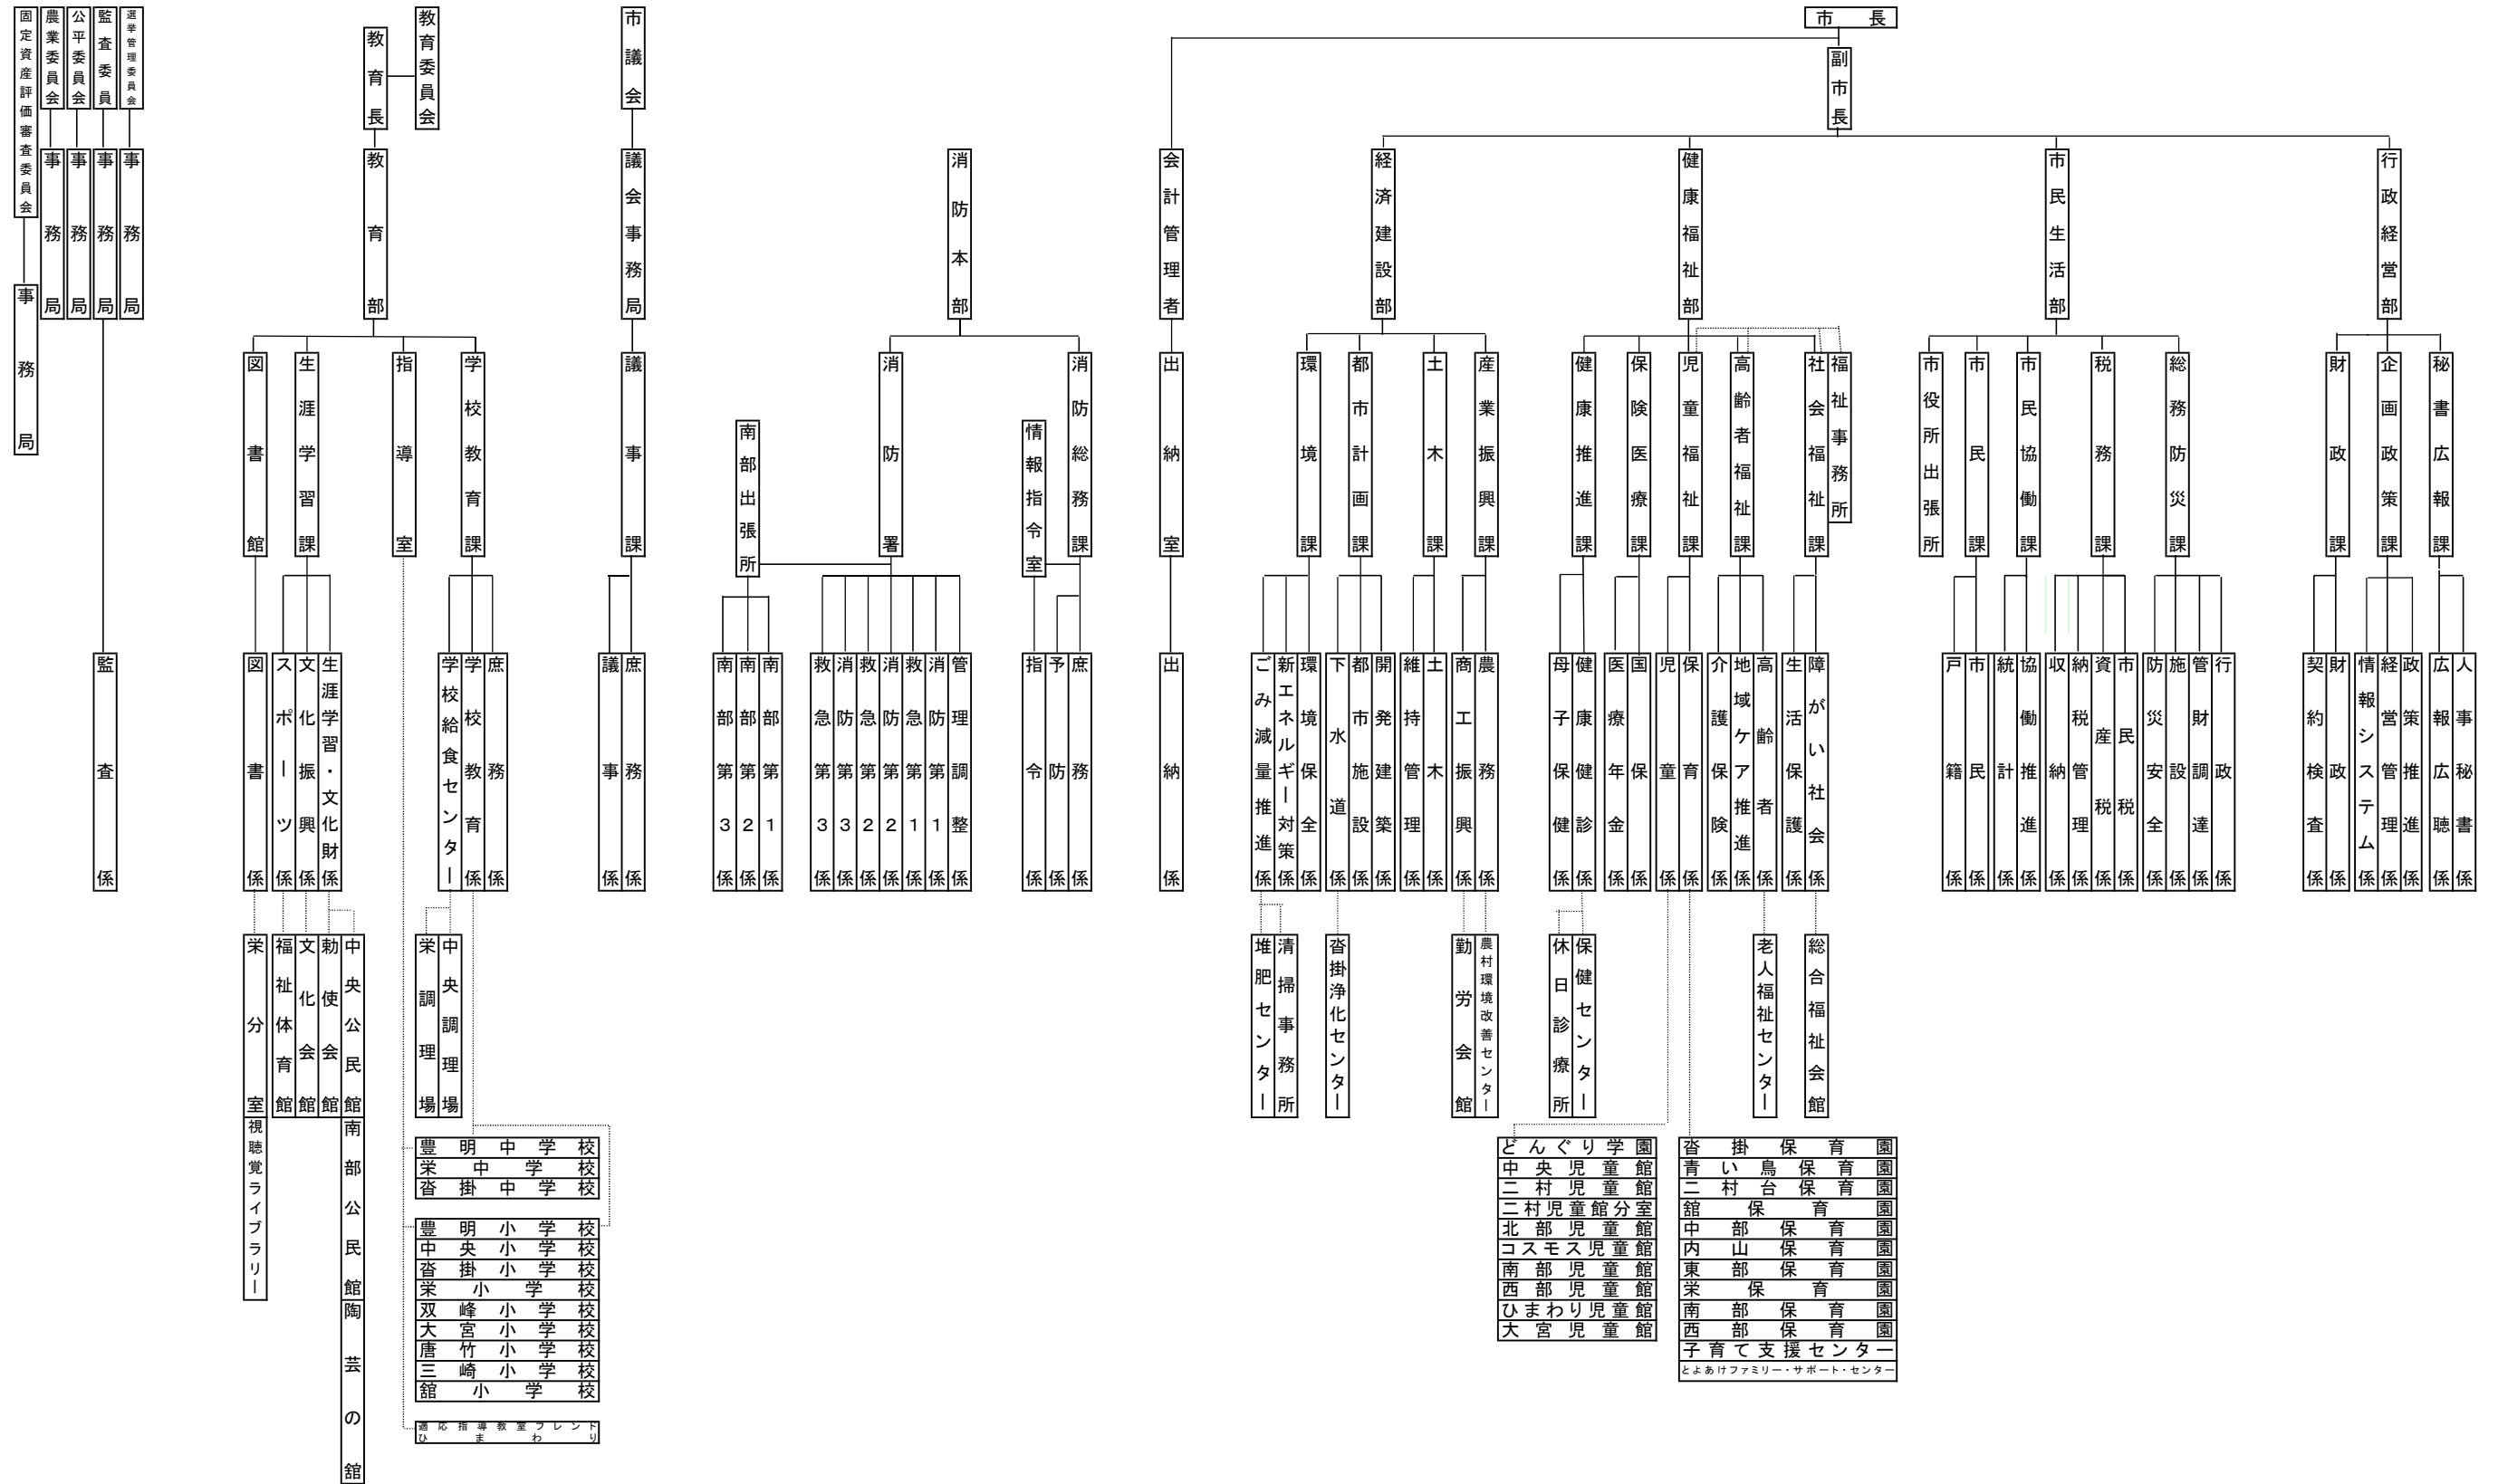 市長
副市長
行政経営部
市民生活部
健康福祉部
経済建設部
会計管理者
消防本部
市議会
議会事務局
教育委員会
教育長
教育部
選挙管理委員会
監査委員
公平委員会
農業委員会
固定資産評価審査委員会
事務局
事務局
事務局
事務局
事務局
秘書広報課
企画政策課
財政課
総務防災課
税務課
市民協働課
市民課
市役所出張所
福祉事務所
社会福祉課
高齢者福祉課
児童福祉課
保険医療課
健康推進課
産業振興課
土木課
都市計画課
環境課
出納室
消防総務課
情報指令室
消防署
南部出張所
議事課
学校教育課
指導室
生涯学習課
図書館
人事秘書係
広報広聴係
政策推進係
経営管理係
情報システム係
財政係
契約検査係
行政係
管財調達係
施設係
防災安全係
市民税係
資産税係
納税管理係
収納係
協働推進係
統計係
市民係
戸籍係
障がい社会係
生活保護係
高齢者係
地域ケア推進係
介護保険係
保育係
児童係
国保係
医療年金係
健康健診係
母子保健係
農務係
商工振興係
土木係
維持管理係
開発建築係
都市施設係
下水道係
環境保全係
新エネルギー対策係
ごみ減量推進係
出納係
庶務係
予防係
指令係
管理調整係
消防第1係
救急第1係
消防第2係
救急第2係
消防第3係
救急第3係
南部第1係
南部第2係
南部第3係
庶務係
議事係
庶務係
学校教育係
学校給食センター
生涯学習・文化財係
文化振興係
スポーツ係
図書係
監査係
総合福祉会館
老人福祉センター
保健センター
休日診療所
農村環境改善センター
勤労会館
沓掛浄化センター
清掃事務所
堆肥センター
中央調理場
栄調理場
中央公民館
勅使会館
文化会館
福祉体育館
栄分室
視聴覚ライブラリー
南部公民館
陶芸の舘
沓掛保育園
青い鳥保育園
二村台保育園
舘保育園
中部保育園
内山保育園
東部保育園
栄保育園
南部保育園
西部保育園
子育て支援センター
とよあけファミリー・サポート・センター
どんぐり学園
中央児童館
二村児童館
二村児童館分室
北部児童館
コスモス児童館
南部児童館
西部児童館
ひまわり児童館
大宮児童館
豊明中学校
栄中学校
沓掛中学校
豊明小学校
中央小学校
沓掛小学校
栄小学校
双峰小学校
大宮小学校
唐竹小学校
三崎小学校
舘小学校
適応指導教室フレンド
ひまわり